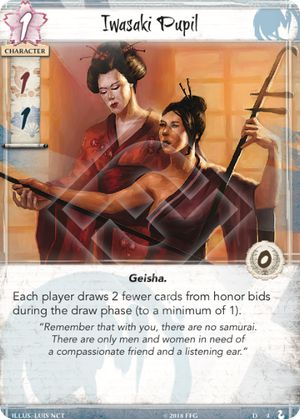 1
Iwasaki Pupil
CHARACTER
1
1
0
Geisha.
Each player draws 2 fewer cards from honor bids
during the draw phase (to a minimum of 1).
"Remember that with you, there are no samurai.
There are only men and women in need of
a compassionate friend and a listening ear."
ILLUS: LUIS NCT
©2018 FFG
D 4